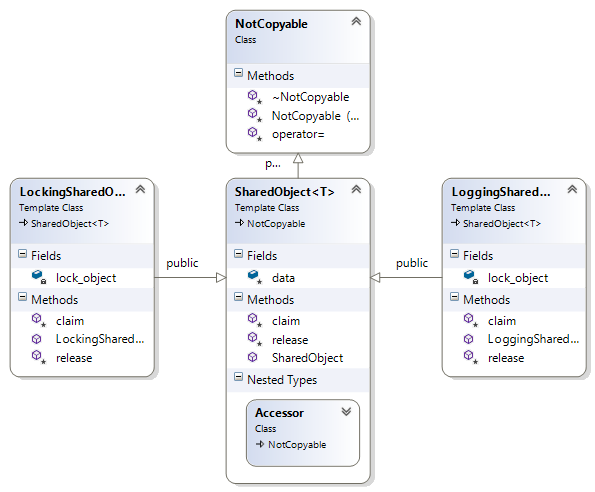 NotCopyable
Class
Methods
~NotCopyable
NotCopyable (...
operator=
p...
LockingSharedO...
Template Class
SharedObject<T>
Fields
lock_object
Methods
claim
LockingShared...
release
public
SharedObject<T>
Template Class
NotCopyable
Fields
data
Methods
claim
release
SharedObject
Nested Types
Accessor
Class
NotCopyable
public
LoggingShared...
Template Class
SharedObject<T>
Fields
lock_object
Methods
claim
LoggingShared...
release